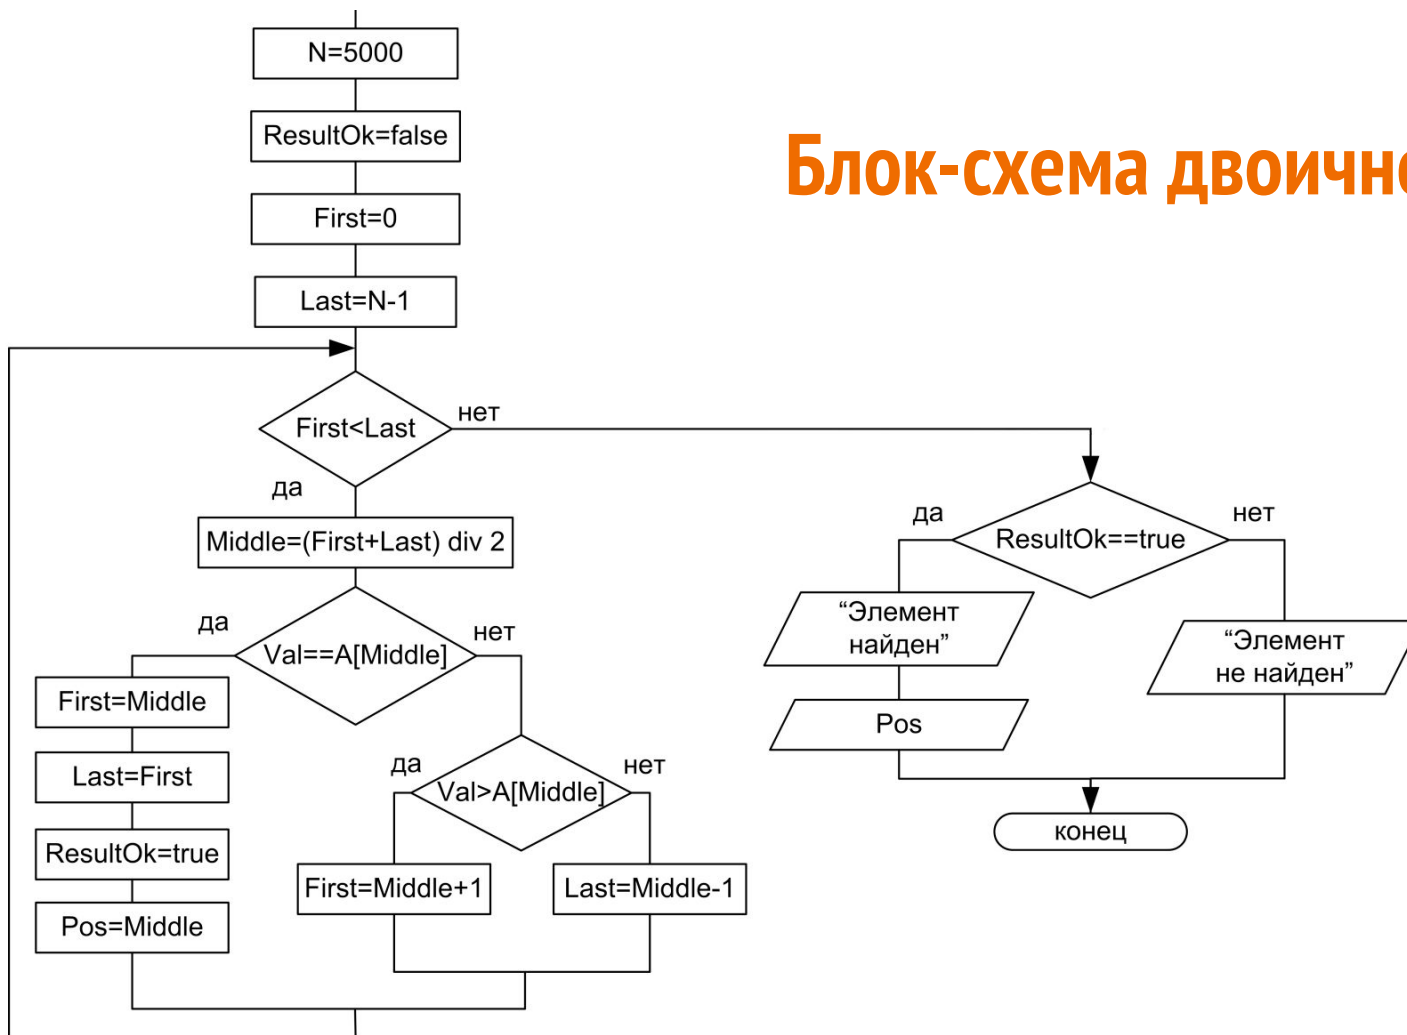 N=5000
ResultOk=false
Блок-схема
First=0
Last=N-1
First<Last
нет
да
Middle=(First+Last) div 2
да
Val==A[Middle]
нет
First=Middle
Last=First
ResultOk=true
Pos=Middle
да
Val>A[Middle]
нет
First=Middle+1
Last=Middle-1
да
ResultOk==true
нет
“Элемент
найден”
Pos
“Элемент
не найден”
конец